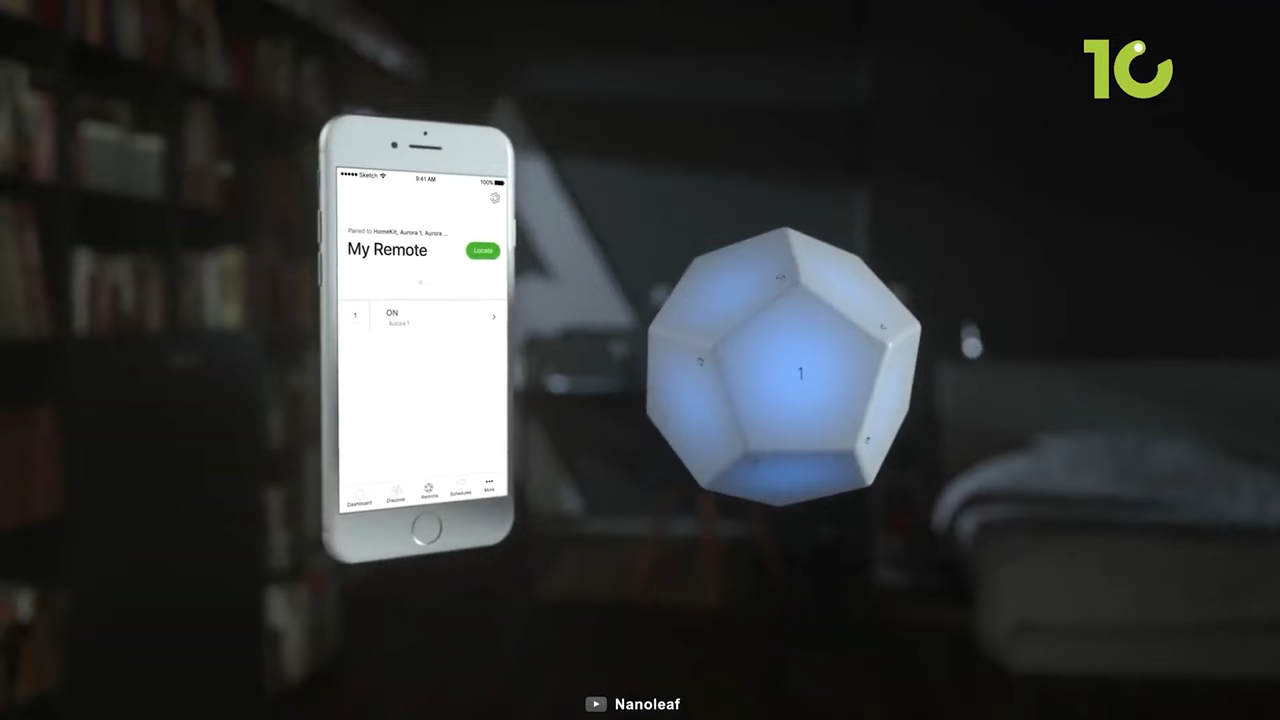 10
Sketch 9:41 AM 100%
Paired to HomeKit, Aurora 1, Aurora ...
My Remote
Locate
1 ON
Aurora 1
Dashboard Discover Remote Schedules More
1
Nanoleaf